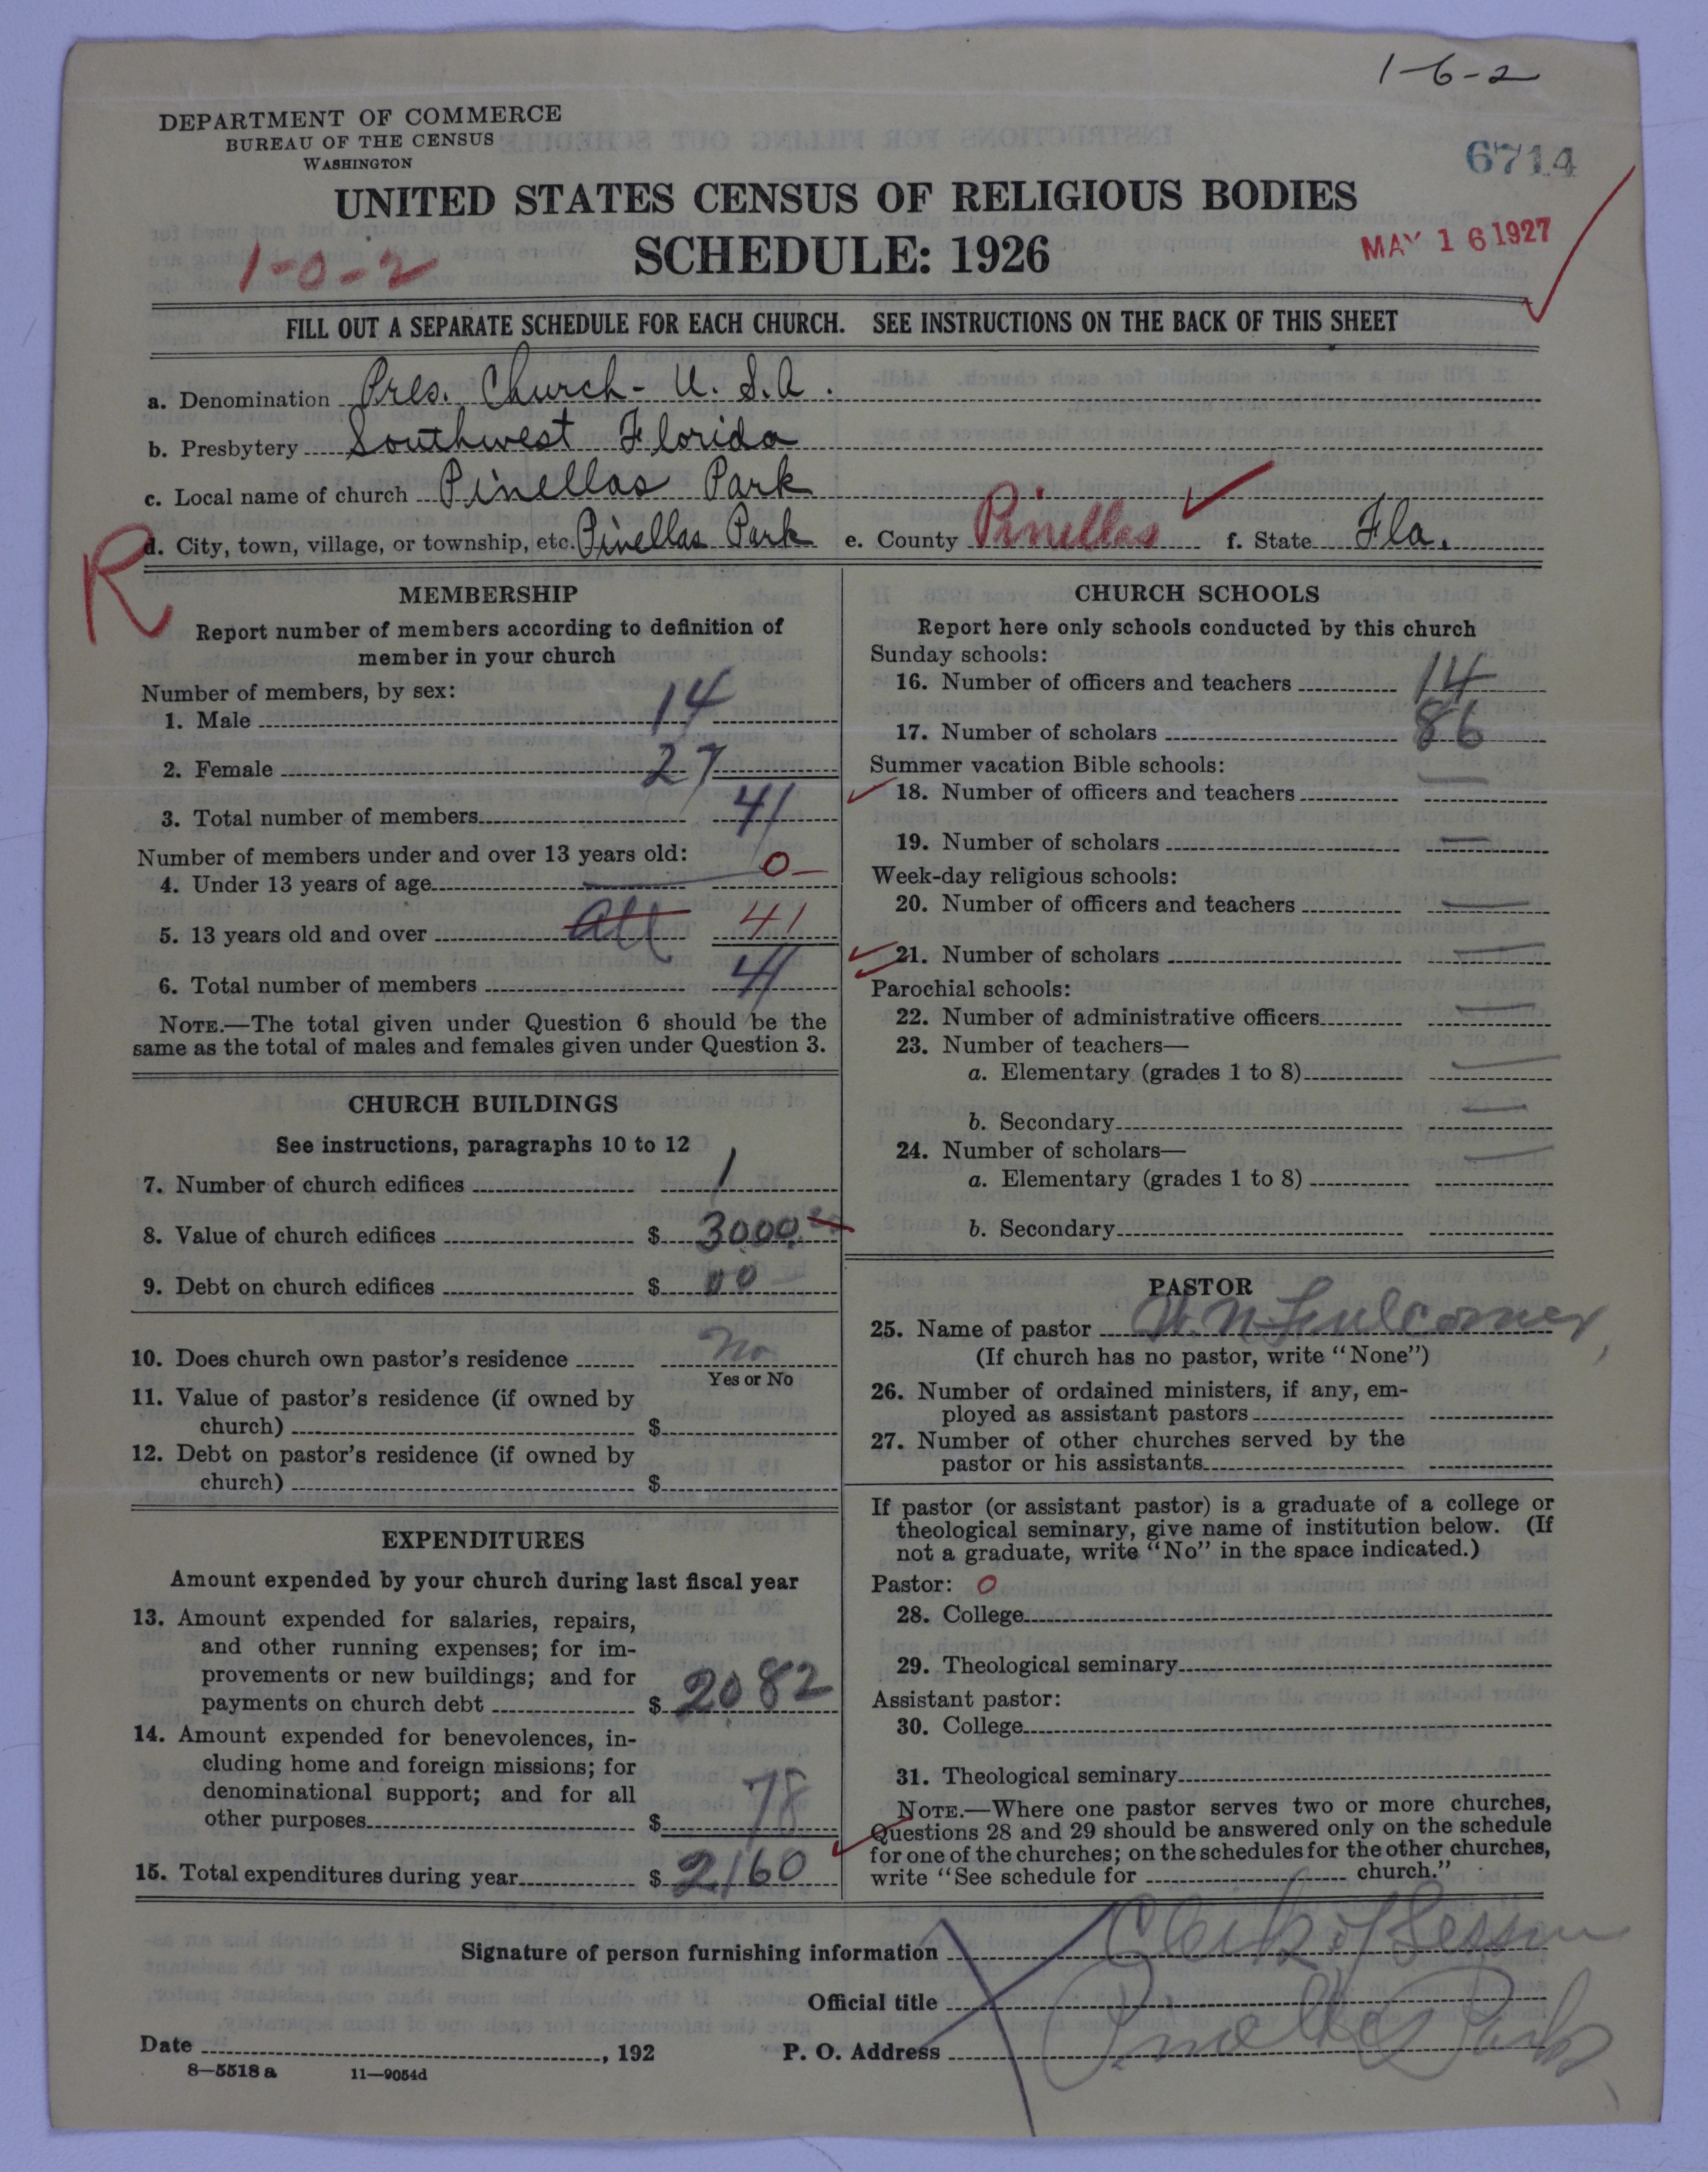 1-6-2
DEPARTMENT OF COMMERCE
BUREAU OF THE CENSUS
WASHINGTON
6714
UNITED STATES CENSUS OF RELIGIOUS BODIES
SCHEDULE: 1926
MAY 16 1927
1-0-2
FILL OUT A SEPARATE SCHEDULE FOR EACH CHURCH. SEE INSTRUCTIONS ON THE BACK OF THIS SHEET
a. Denomination Pres. Church - U.S.A.
b. Presbytery Southwest Florida
c. Local name of church Pinellas Park
R
d. City, town, village, or township, etc. Pinellas Park e. County Pinellas f. State Fla.
MEMBERSHIP
Report number of members according to definition of
member in your church
Number of members, by sex:
1. Male 14
2. Female 27
3. Total number of members 41
Number of members under and over 13 years old:
4. Under 13 years of age 0
5. 13 years old and over all 41
6. Total number of members 41
NOTE.—The total given under Question 6 should be the
same as the total of males and females given under Question 3.
CHURCH BUILDINGS
See instructions, paragraphs 10 to 12
7. Number of church edifices 1
8. Value of church edifices $ 3000.00
9. Debt on church edifices $ 00
10. Does church own pastor's residence No
Yes or No
11. Value of pastor's residence (if owned by
church) $
12. Debt on pastor's residence (if owned by
church) $
EXPENDITURES
Amount expended by your church during last fiscal year
13. Amount expended for salaries, repairs,
and other running expenses; for im-
provements or new buildings; and for
payments on church debt $ 2082
14. Amount expended for benevolences, in-
cluding home and foreign missions; for
denominational support; and for all
other purposes $ 78
15. Total expenditures during year $ 2160
CHURCH SCHOOLS
Report here only schools conducted by this church
Sunday schools:
16. Number of officers and teachers 14
17. Number of scholars 86
Summer vacation Bible schools:
18. Number of officers and teachers —
19. Number of scholars —
Week-day religious schools:
20. Number of officers and teachers —
21. Number of scholars —
Parochial schools:
22. Number of administrative officers —
23. Number of teachers—
a. Elementary (grades 1 to 8) —
b. Secondary —
24. Number of scholars— —
a. Elementary (grades 1 to 8)
b. Secondary
PASTOR
25. Name of pastor
(If church has no pastor, write "None")
26. Number of ordained ministers, if any, em-
ployed as assistant pastors
27. Number of other churches served by the
pastor or his assistants
If pastor (or assistant pastor) is a graduate of a college or
theological seminary, give name of institution below. (If
not a graduate, write "No" in the space indicated.)
Pastor: 0
28. College
29. Theological seminary
Assistant pastor:
30. College
31. Theological seminary
NOTE.—Where one pastor serves two or more churches,
Questions 28 and 29 should be answered only on the schedule
for one of the churches; on the schedules for the other churches,
write "See schedule for church."
Signature of person furnishing information Clerk of Session
Official title
Date , 192 P. O. Address Pinellas Park
8—5518 a 11—9054d